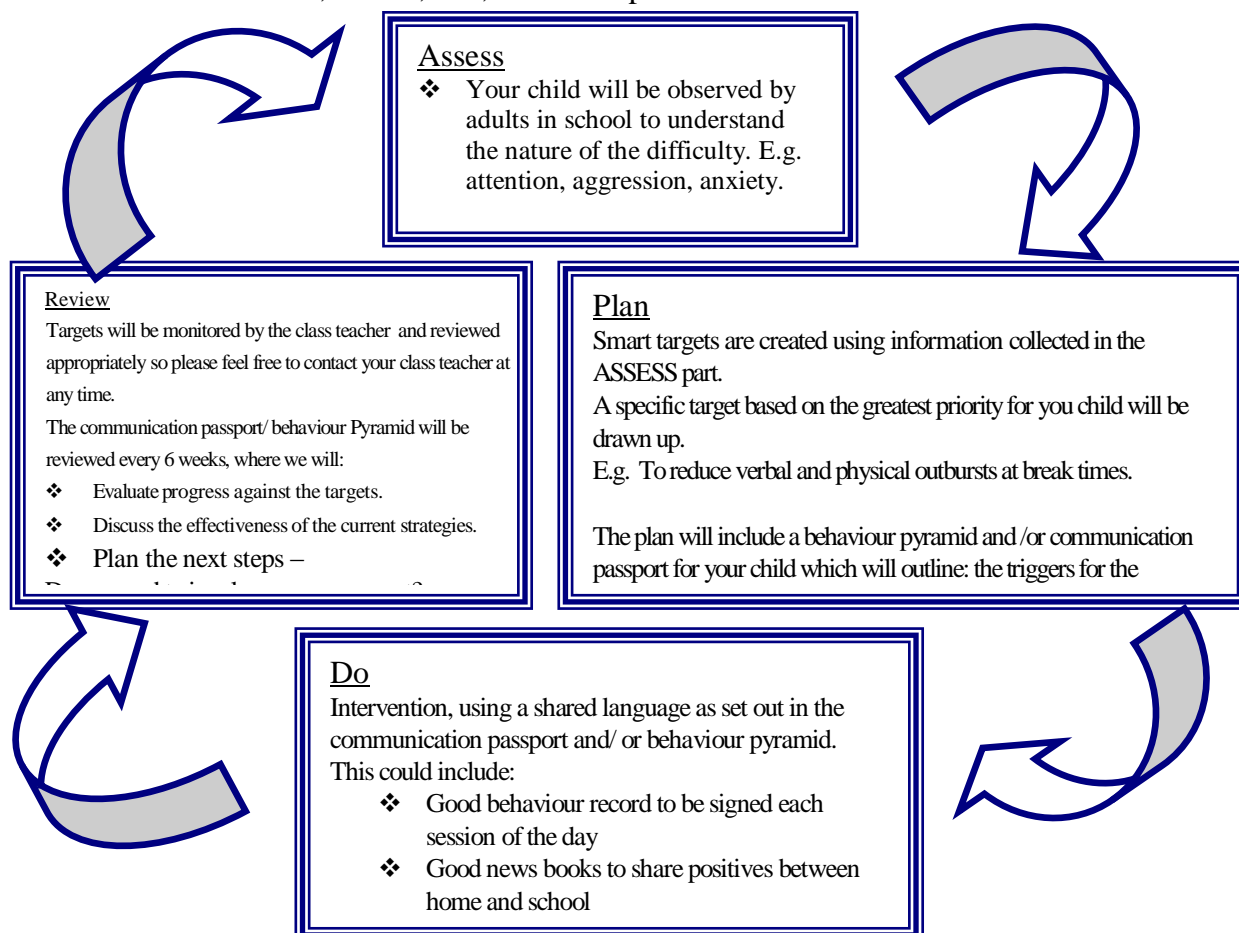 Assess
❖ Your child will be observed by
adults in school to understand
the nature of the difficulty. E.g.
attention, aggression, anxiety.
Plan
Smart targets are created using information collected in the
ASSESS part.
A specific target based on the greatest priority for you child will be
drawn up.
E.g. To reduce verbal and physical outbursts at break times.
The plan will include a behaviour pyramid and /or communication
passport for your child which will outline: the triggers for the
Do
Intervention, using a shared language as set out in the
communication passport and/ or behaviour pyramid.
This could include:
❖ Good behaviour record to be signed each
session of the day
❖ Good news books to share positives between
home and school
Review
Targets will be monitored by the class teacher and reviewed
appropriately so please feel free to contact your class teacher at
any time.
The communication passport/ behaviour Pyramid will be
reviewed every 6 weeks, where we will:
❖ Evaluate progress against the targets.
❖ Discuss the effectiveness of the current strategies.
❖ Plan the next steps –